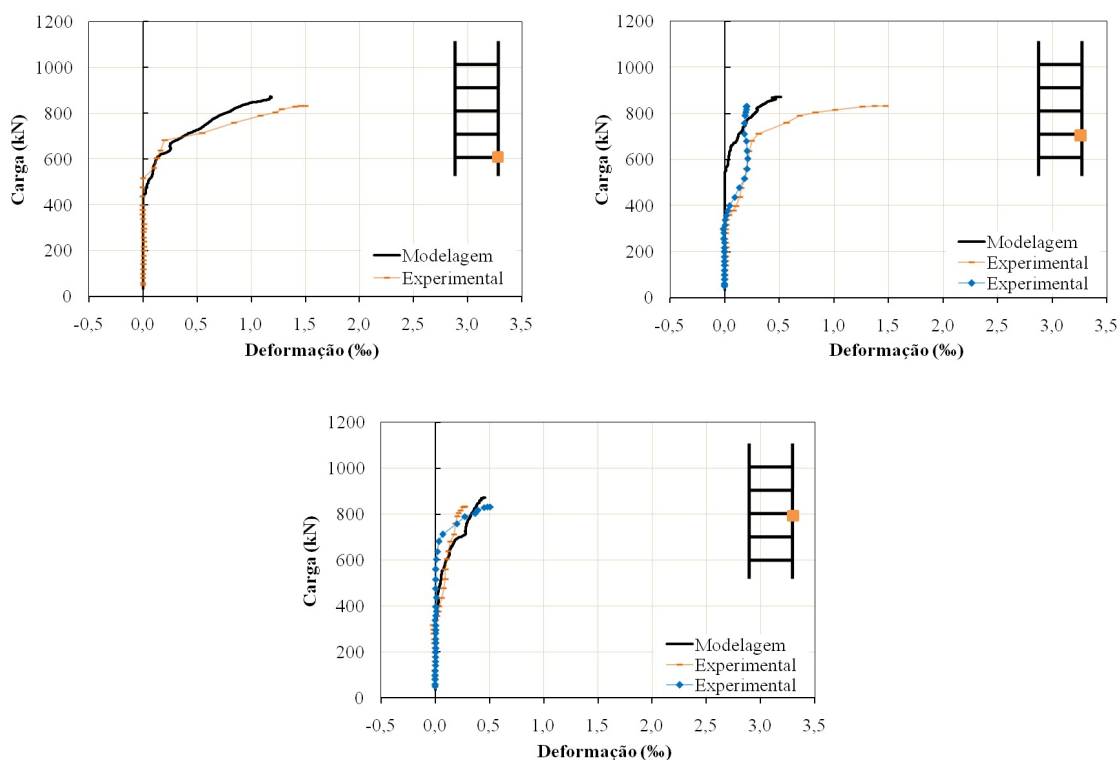 1200
1000
800
600
400
200
0
Carga (kN)
-0,5 0,0 0,5 1,0 1,5 2,0 2,5 3,0 3,5
Deformação (‰)
Modelagem
Experimental
1200
1000
800
600
400
200
0
Carga (kN)
-0,5 0,0 0,5 1,0 1,5 2,0 2,5 3,0 3,5
Deformação (‰)
Modelagem
Experimental
Experimental
1200
1000
800
600
400
200
0
Carga (kN)
-0,5 0,0 0,5 1,0 1,5 2,0 2,5 3,0 3,5
Deformação (‰)
Modelagem
Experimental
Experimental